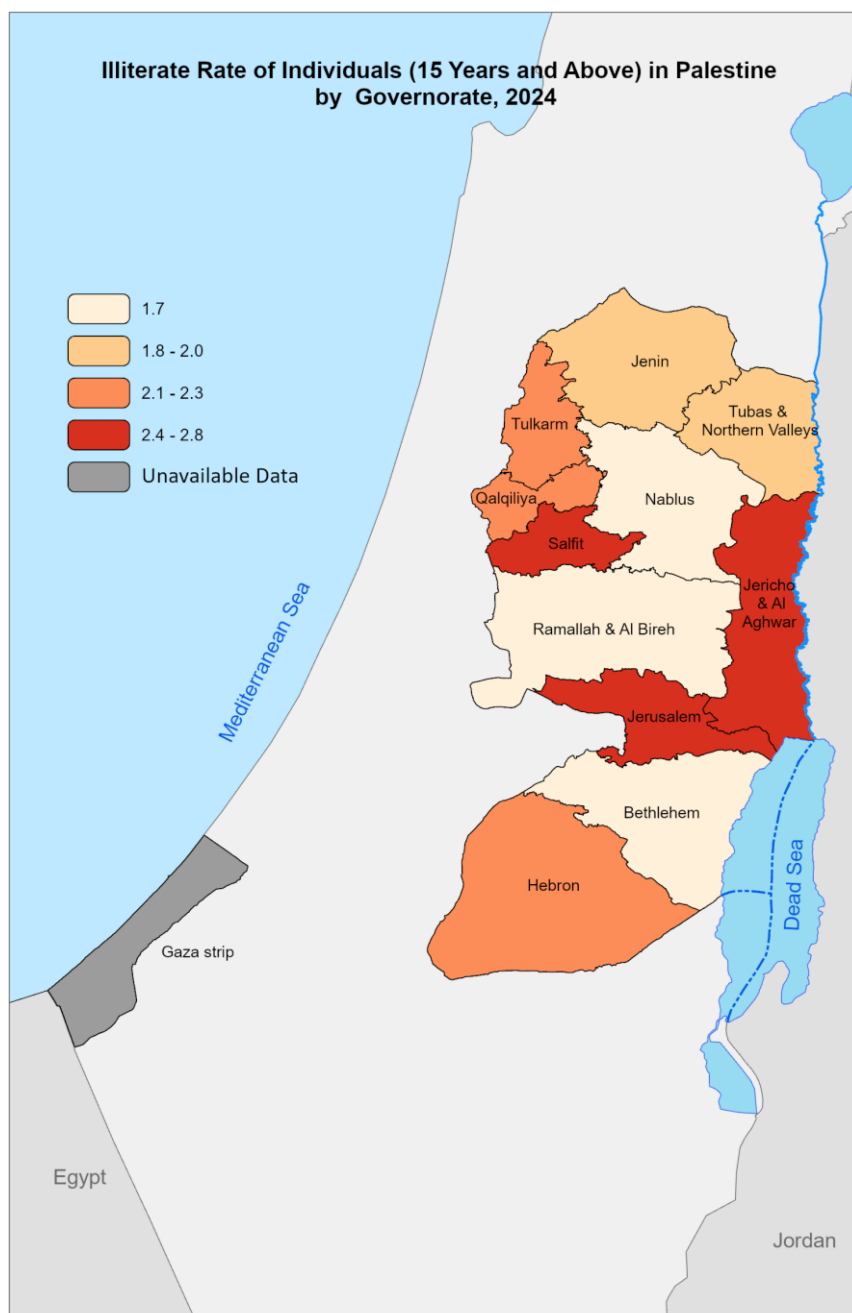 Illiterate Rate of Individuals (15 Years and Above) in Palestine
by Governorate, 2024
1.7
1.8 - 2.0
2.1 - 2.3
2.4 - 2.8
Unavailable Data
Jenin
Tubas &
Northern Valleys
Tulkarm
Qalqiliya
Nablus
Salfit
Jericho
& Al
Aghwar
Ramallah & Al Bireh
Mediterranean Sea
Jerusalem
Bethlehem
Hebron
Dead Sea
Gaza strip
Egypt
Jordan